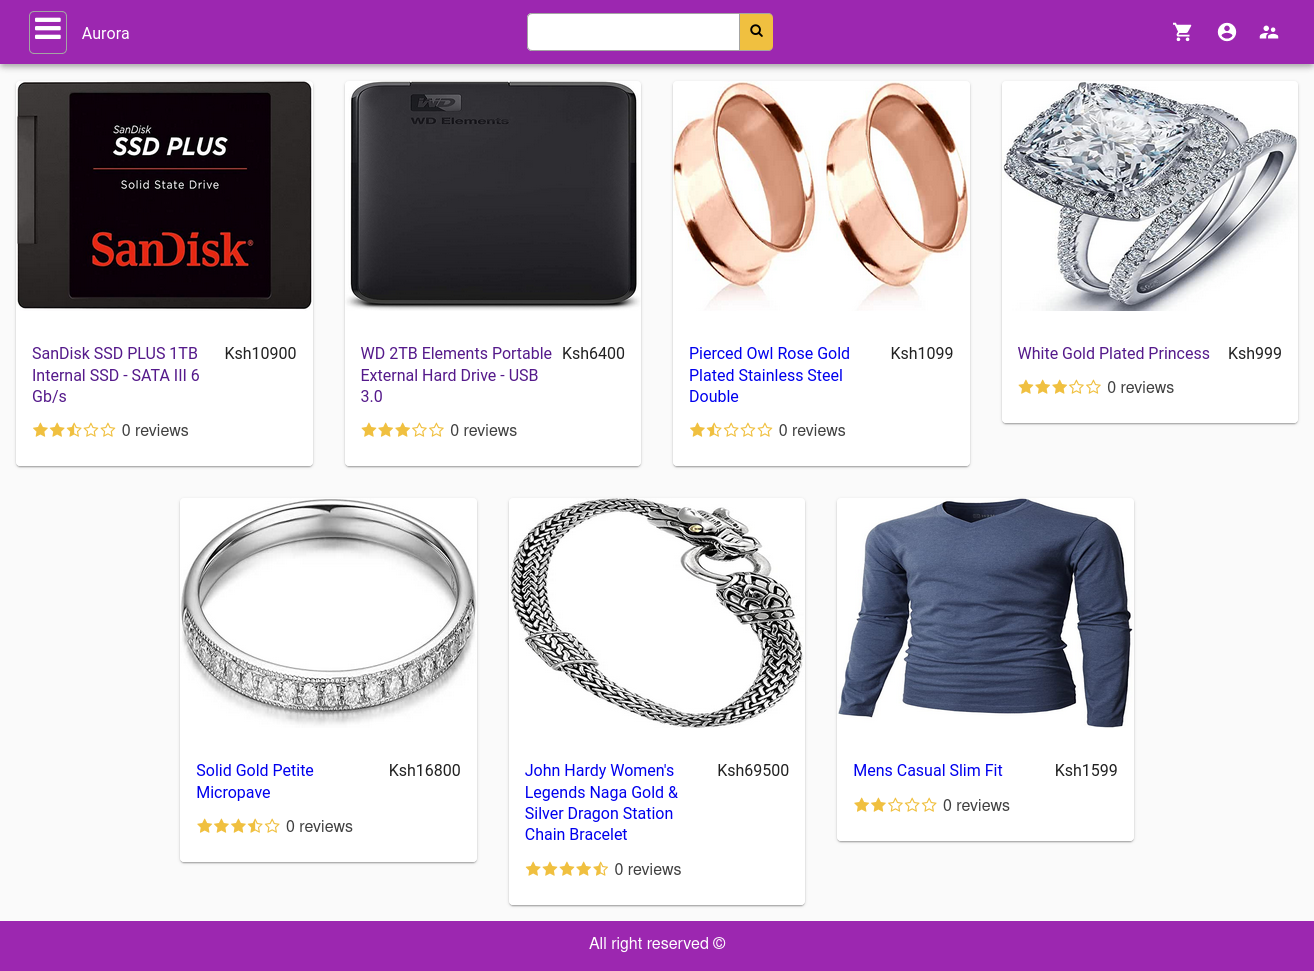 Aurora
SanDisk
SSD PLUS
Solid State Drive
SanDisk®
WD
WD Elements
SanDisk SSD PLUS 1TB
Internal SSD - SATA III 6
Gb/s
Ksh10900
0 reviews
WD 2TB Elements Portable
External Hard Drive - USB
3.0
Ksh6400
0 reviews
Pierced Owl Rose Gold
Plated Stainless Steel
Double
Ksh1099
0 reviews
White Gold Plated Princess
Ksh999
0 reviews
Solid Gold Petite
Micropave
Ksh16800
0 reviews
John Hardy Women's
Legends Naga Gold &
Silver Dragon Station
Chain Bracelet
Ksh69500
0 reviews
Mens Casual Slim Fit
Ksh1599
0 reviews
All right reserved ©